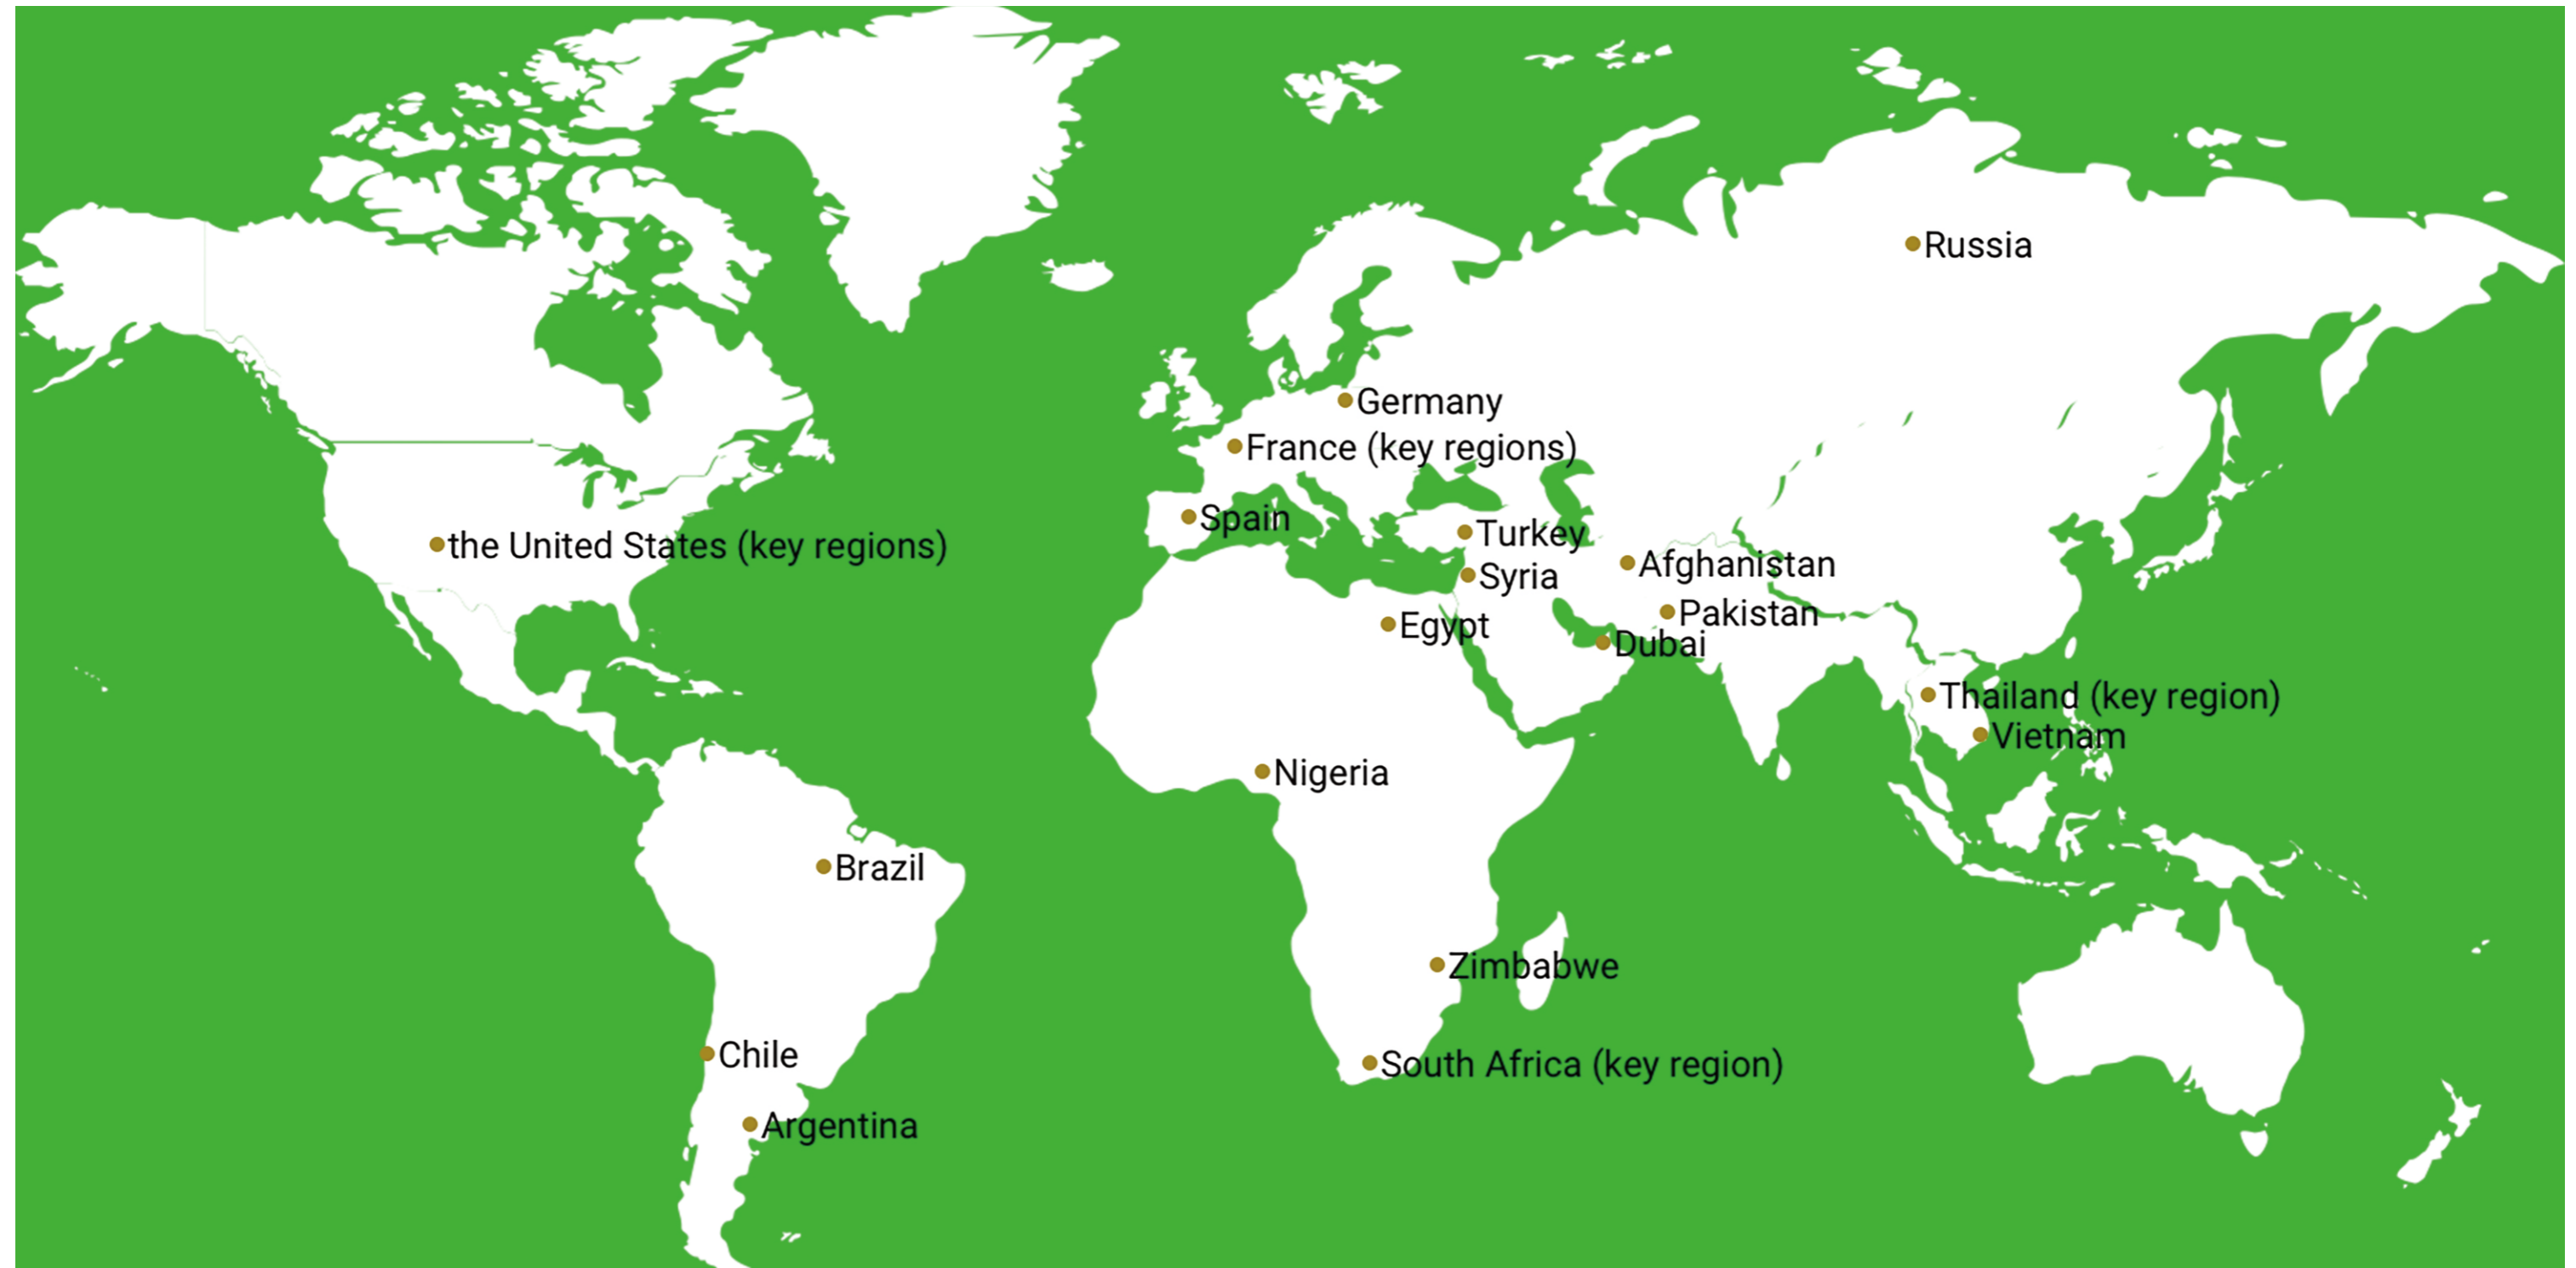 Russia
Germany
France (key regions)
Spain
Turkey
the United States (key regions)
Afghanistan
Syria
Pakistan
Egypt
Dubai
Thailand (key region)
Vietnam
Nigeria
Brazil
Zimbabwe
Chile
South Africa (key region)
Argentina